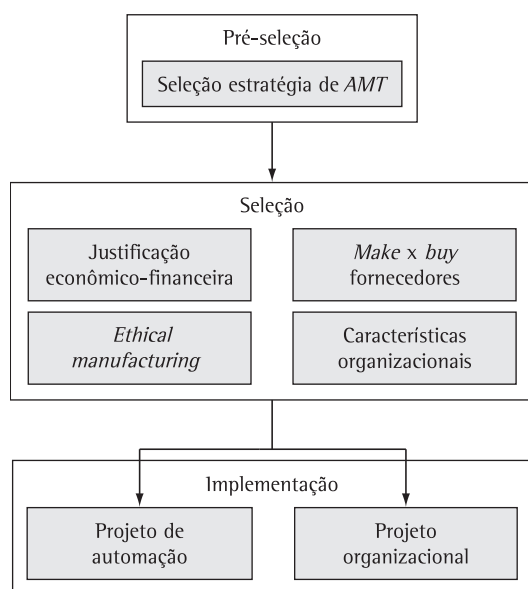 Pré-seleção
Seleção estratégia de AMT
Seleção
Justificação
econômico-financeira
Make x buy
fornecedores
Ethical
manufacturing
Características
organizacionais
Implementação
Projeto de
automação
Projeto
organizacional